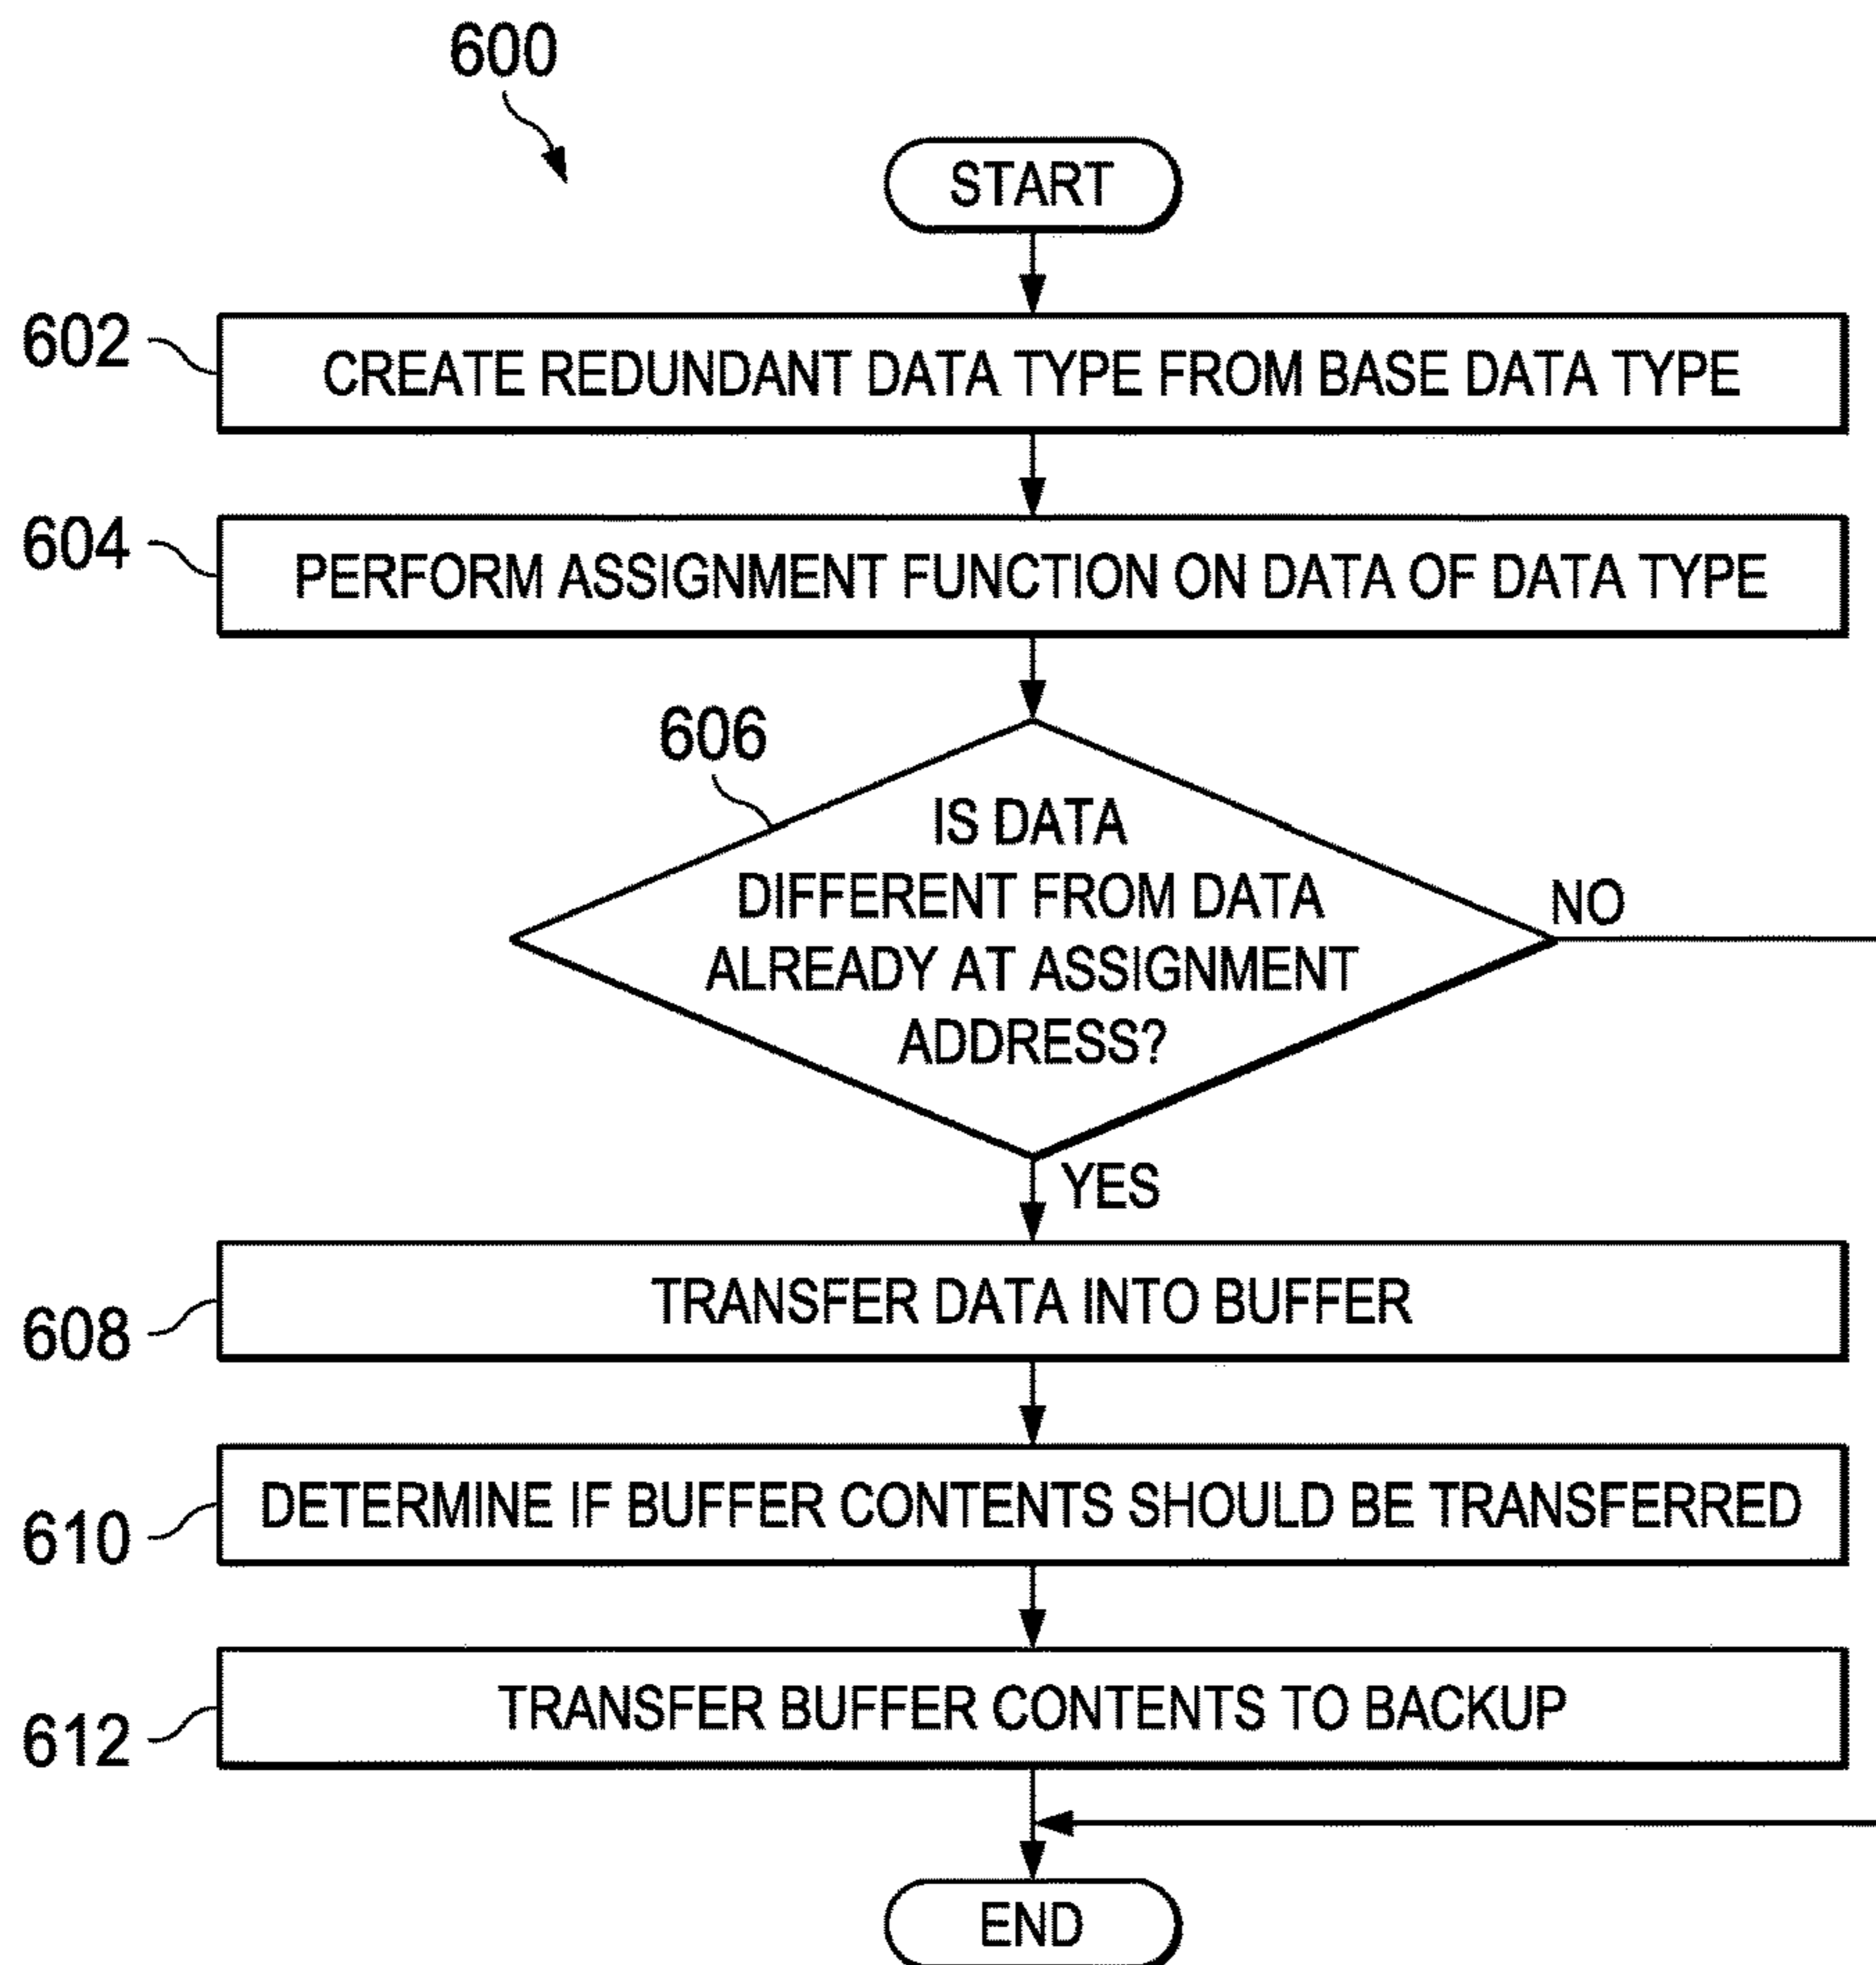 600
START
602
CREATE REDUNDANT DATA TYPE FROM BASE DATA TYPE
604
PERFORM ASSIGNMENT FUNCTION ON DATA OF DATA TYPE
606
IS DATA
DIFFERENT FROM DATA
ALREADY AT ASSIGNMENT
ADDRESS?
NO
YES
608
TRANSFER DATA INTO BUFFER
610
DETERMINE IF BUFFER CONTENTS SHOULD BE TRANSFERRED
612
TRANSFER BUFFER CONTENTS TO BACKUP
END